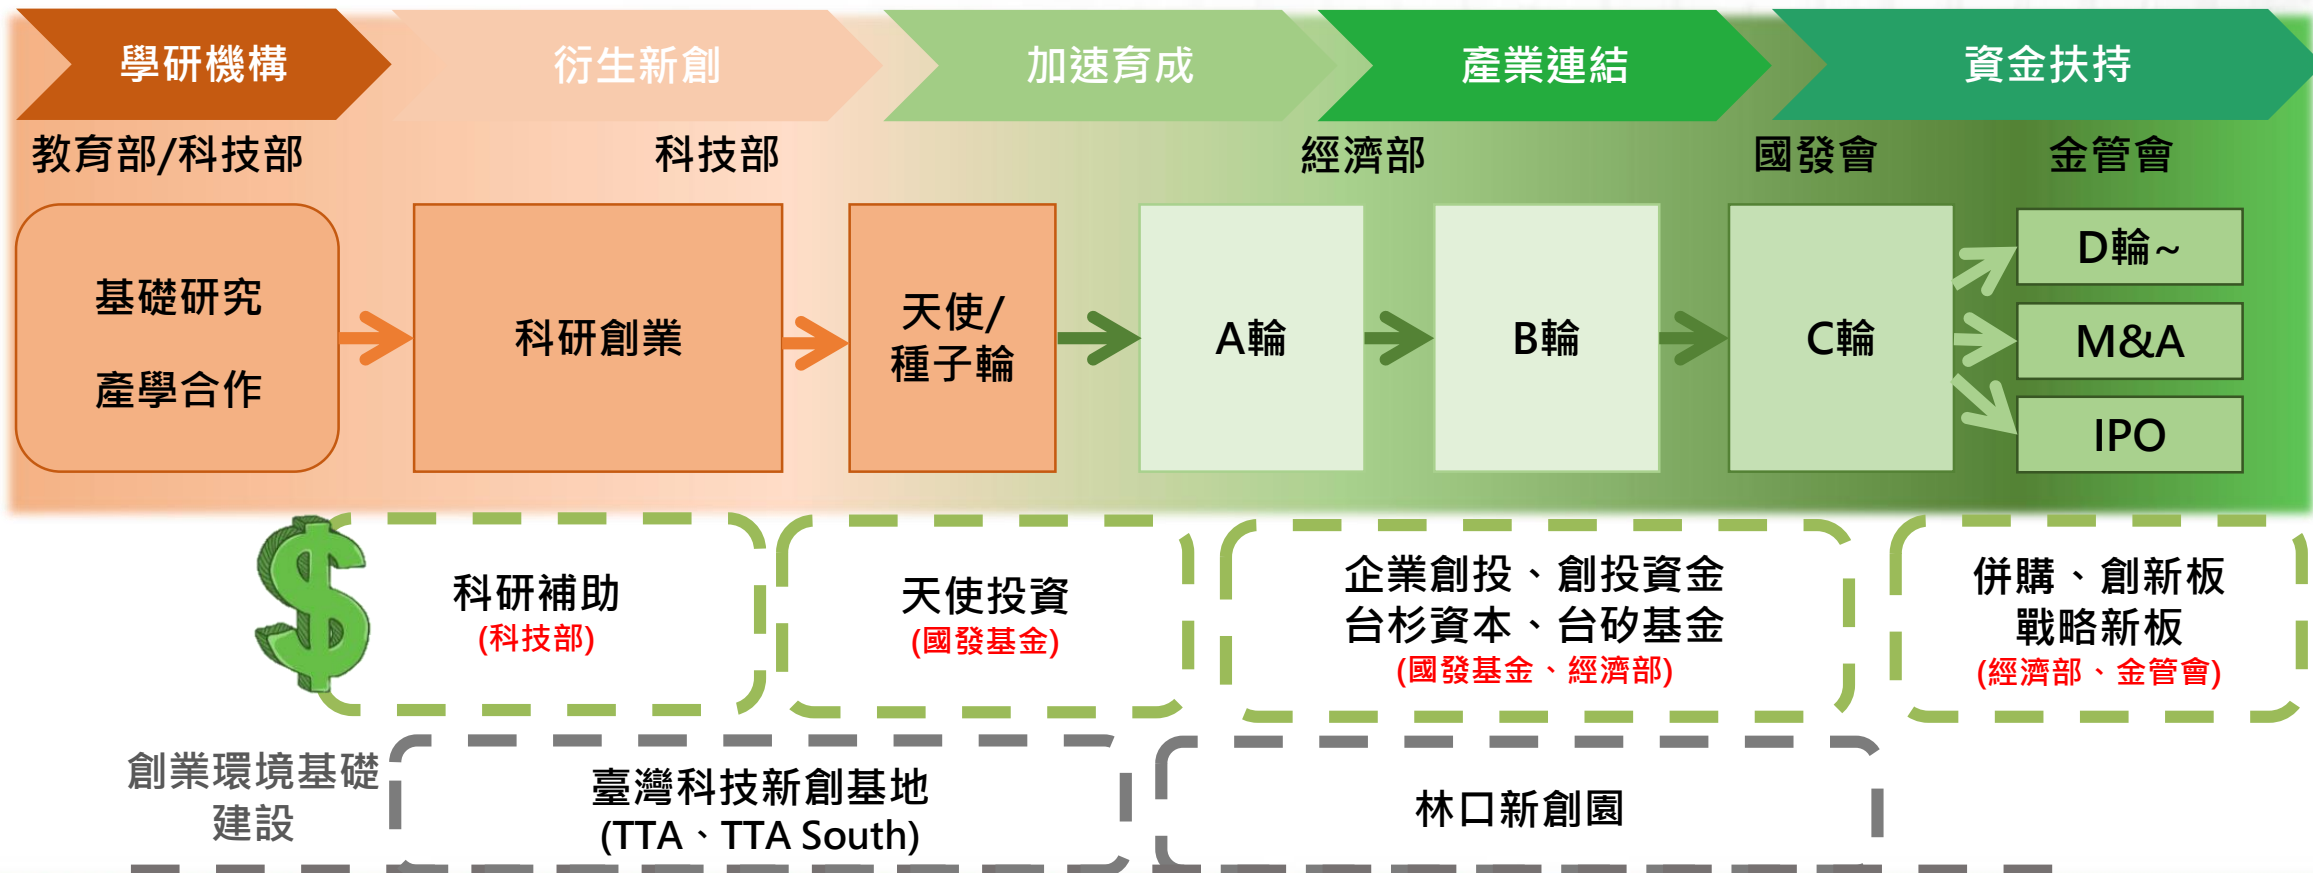 學研機構
衍生新創
加速育成
產業連結
資金扶持
教育部/科技部
科技部
經濟部
國發會
金管會
基礎研究
產學合作
科研創業
天使/
種子輪
A輪
B輪
C輪
D輪~
M&A
IPO
科研補助
(科技部)
天使投資
(國發基金)
企業創投、創投資金
台杉資本、台矽基金
(國發基金、經濟部)
併購、創新板
戰略新板
(經濟部、金管會)
創業環境基礎
建設
臺灣科技新創基地
(TTA、TTA South)
林口新創園